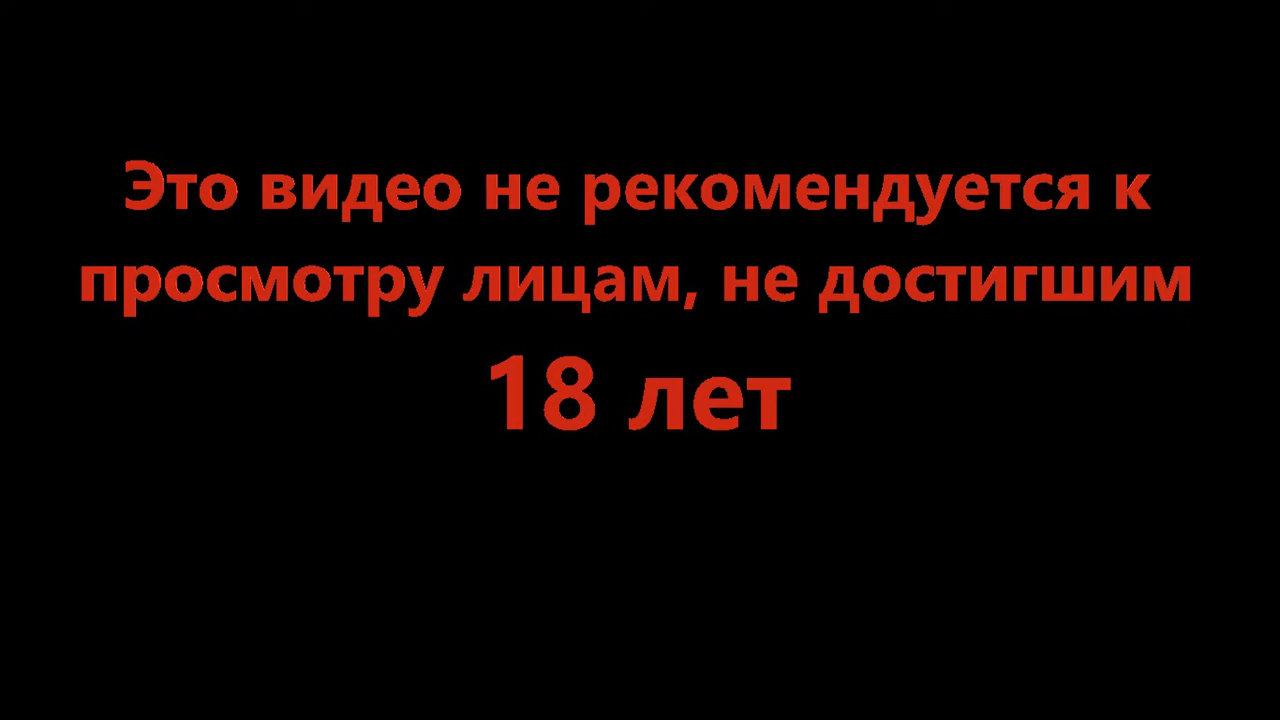 Это видео не рекомендуется к
просмотру лицам, не достигшим
18 лет